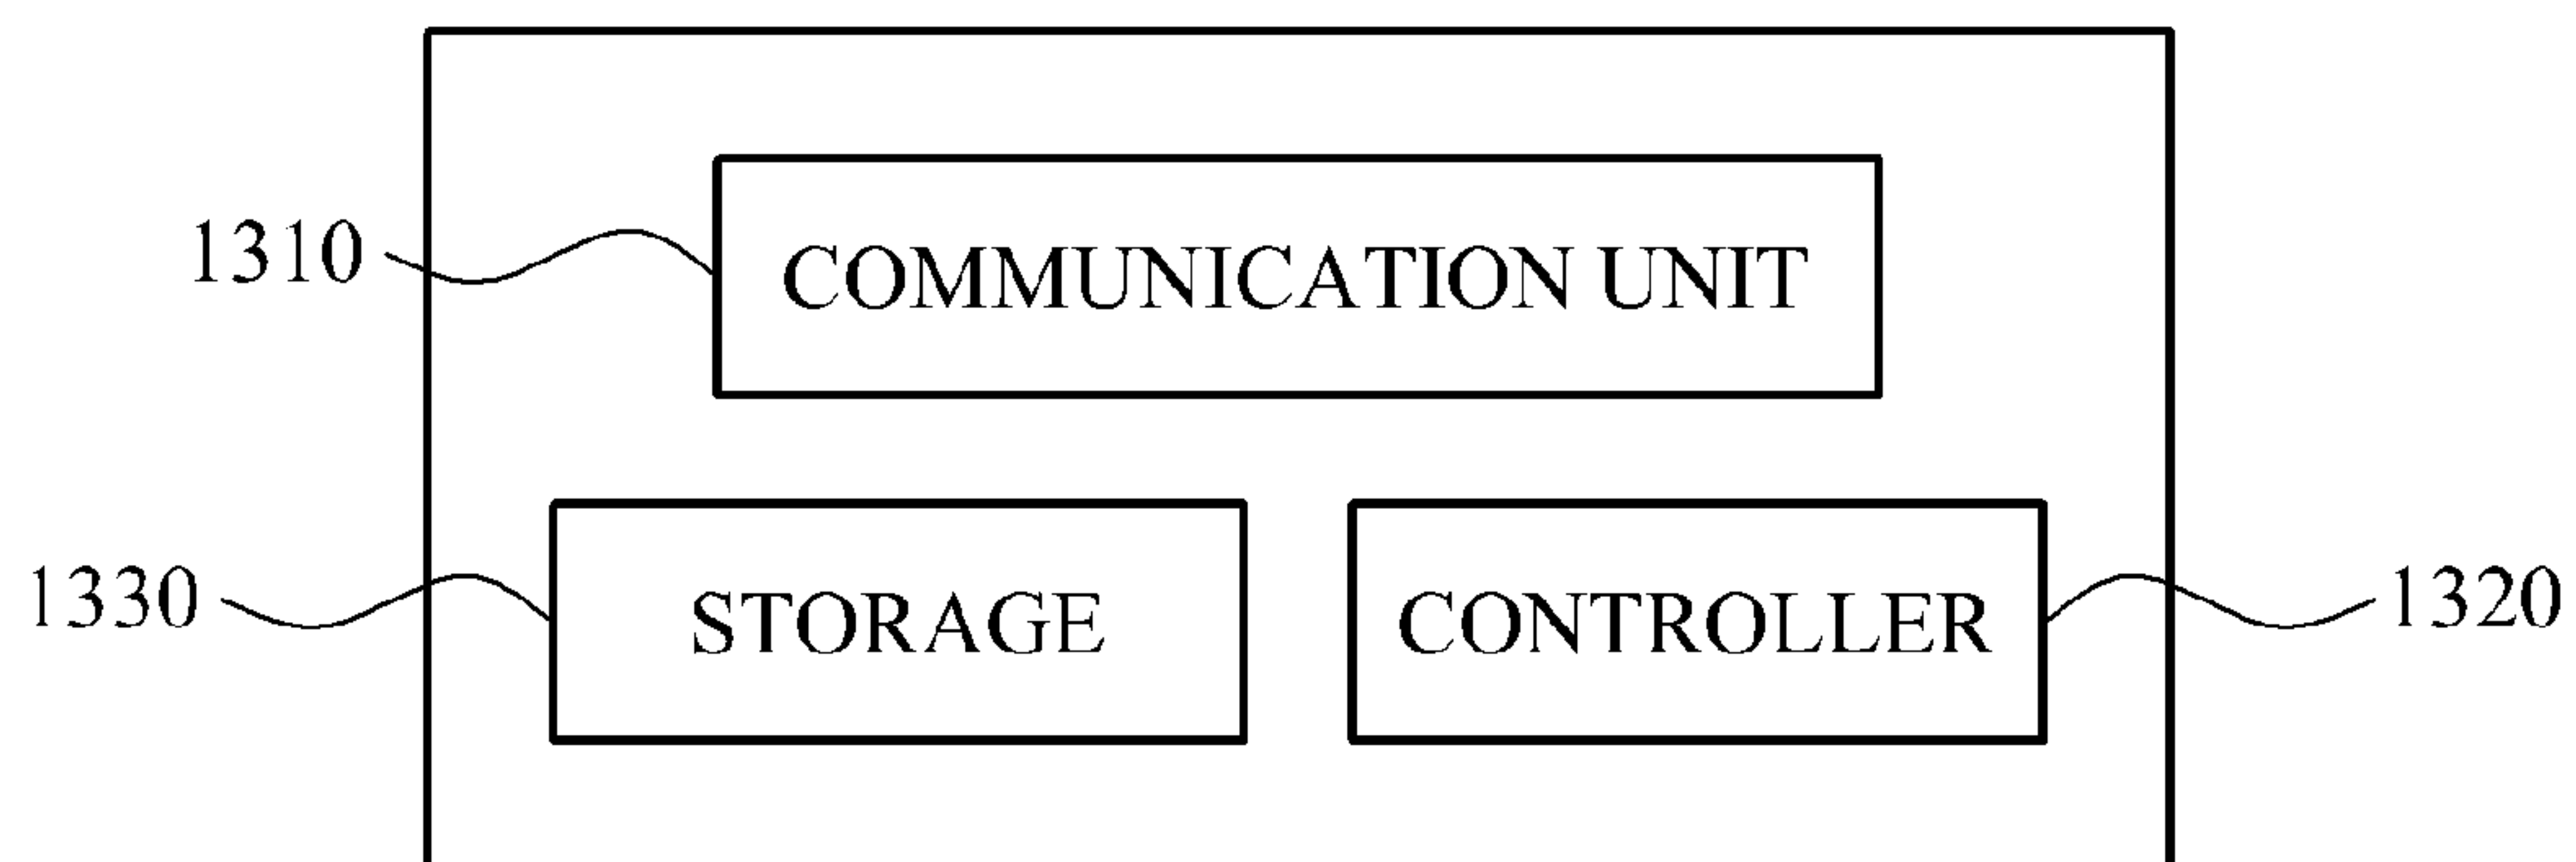 1310
COMMUNICATION UNIT
1330
STORAGE
CONTROLLER
1320